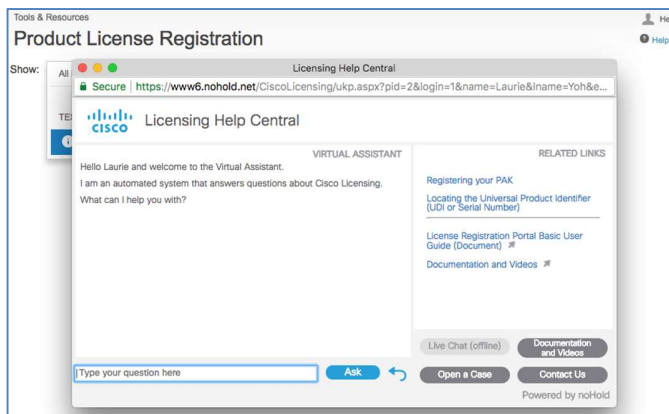 Tools & Resources
Product License Registration
He
Help
Show:
All
TE
Licensing Help Central
Secure | https://www6.nohold.net/CiscoLicensing/ukp.aspx?pid=2&login=1&name=Laurie&lname=Yoh&e...
CISCO
Licensing Help Central
VIRTUAL ASSISTANT
Hello Laurie and welcome to the Virtual Assistant.
I am an automated system that answers questions about Cisco Licensing.
What can I help you with?
RELATED LINKS
Registering your PAK
Locating the Universal Product Identifier
(UDI or Serial Number)
License Registration Portal Basic User
Guide (Document)
Documentation and Videos
Live Chat (offline)
Documentation
and Videos
Type your question here
Ask
Open a Case
Contact Us
Powered by noHold